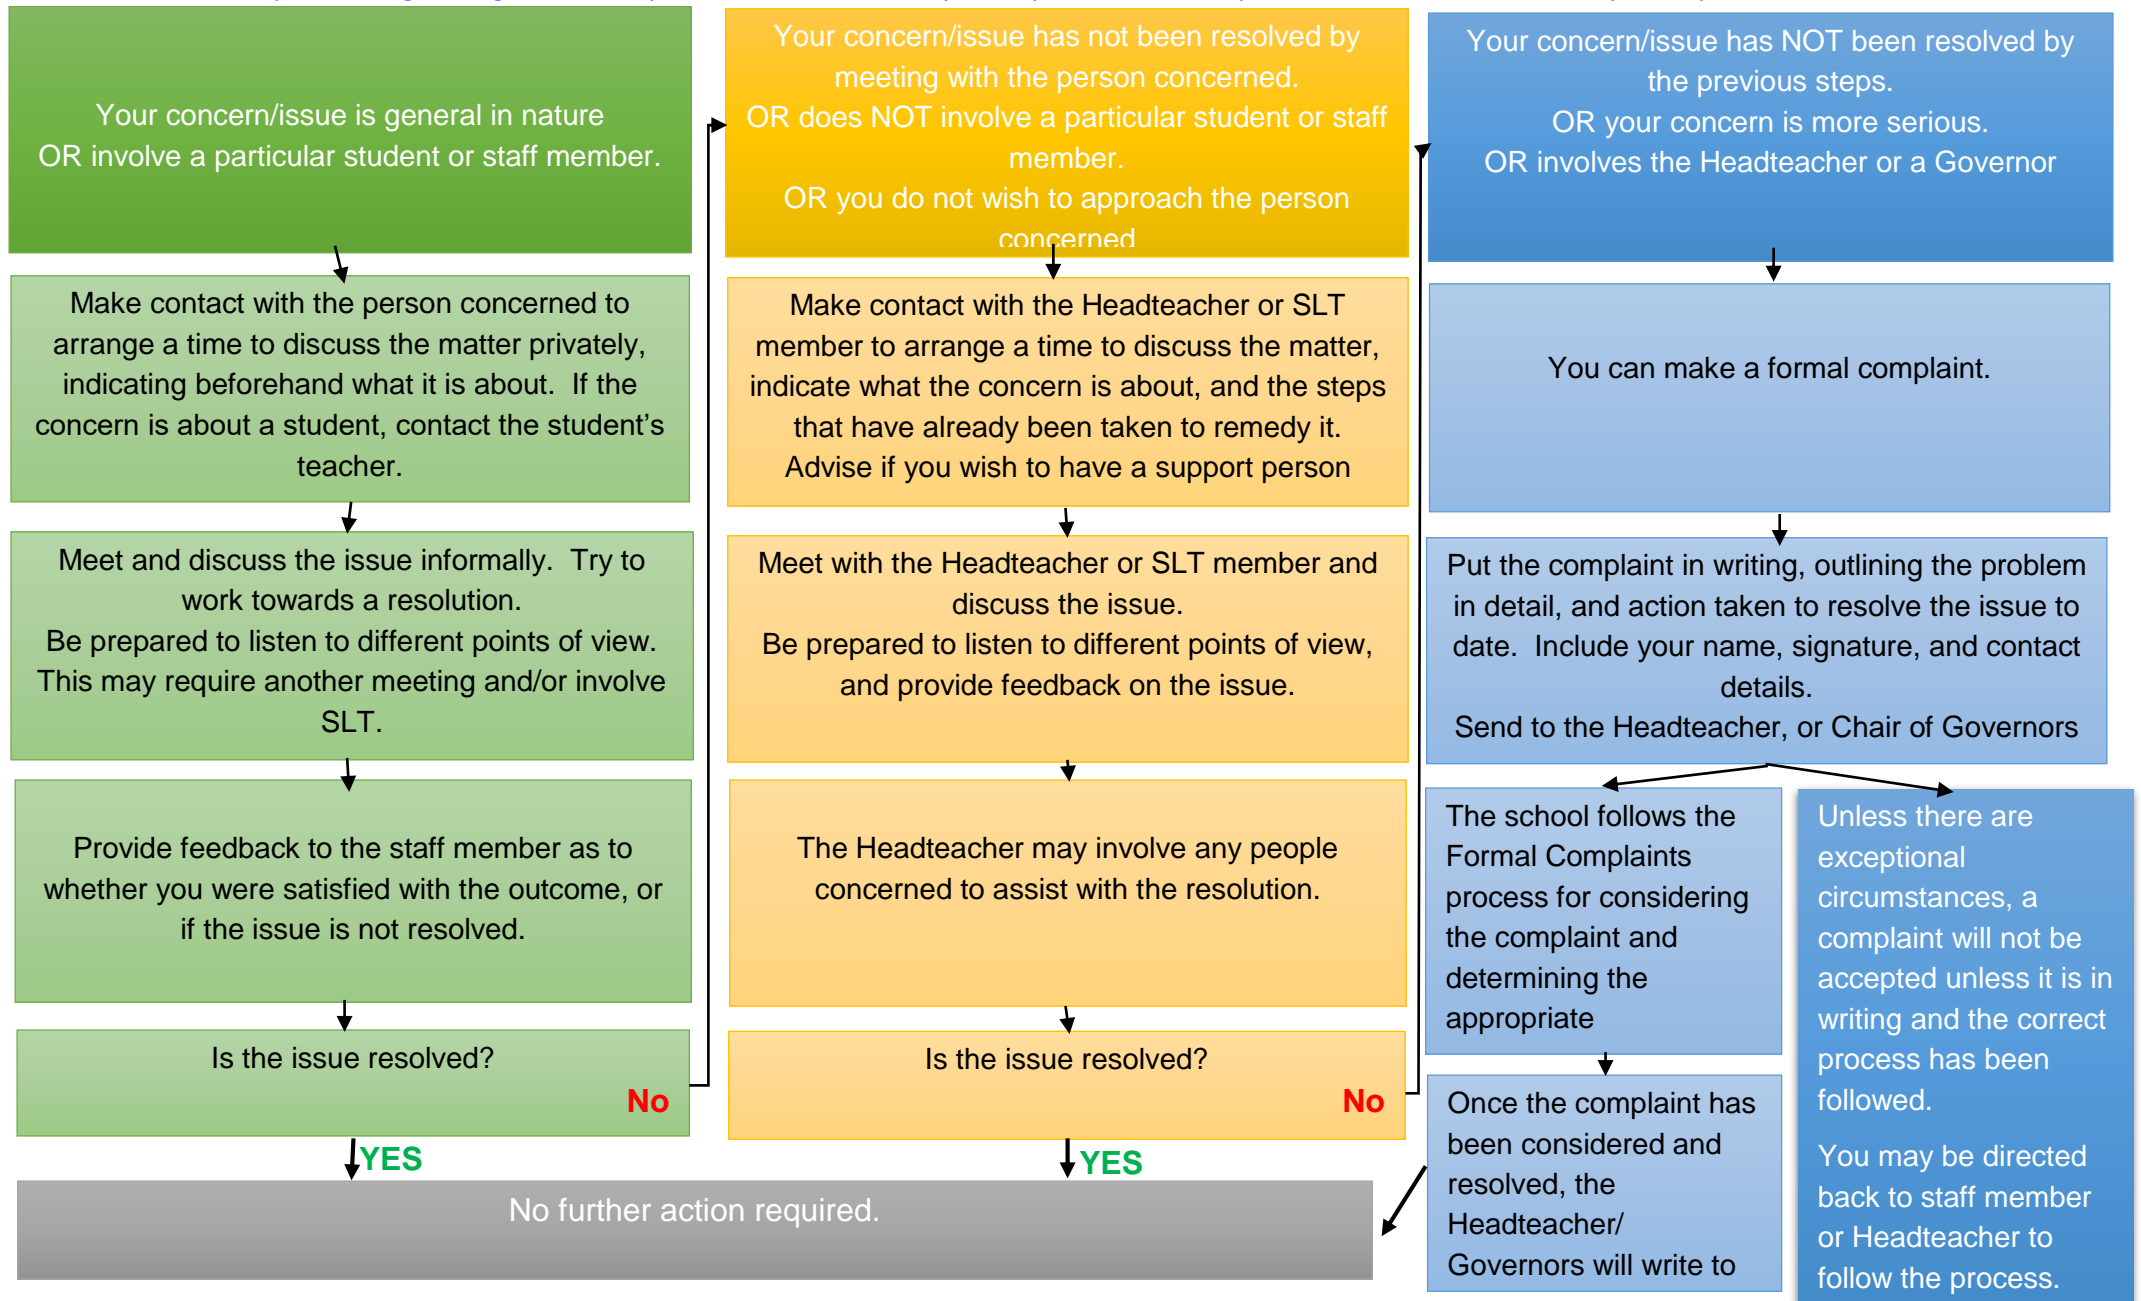 Your concern/issue is general in nature
OR involve a particular student or staff member.
Make contact with the person concerned to
arrange a time to discuss the matter privately,
indicating beforehand what it is about.  If the
concern is about a student, contact the student’s
teacher.
Meet and discuss the issue informally.  Try to
work towards a resolution.
Be prepared to listen to different points of view.
This may require another meeting and/or involve
SLT.
Provide feedback to the staff member as to
whether you were satisfied with the outcome, or
if the issue is not resolved.
Is the issue resolved?
No
YES
Your concern/issue has not been resolved by
meeting with the person concerned.
OR does NOT involve a particular student or staff
member.
OR you do not wish to approach the person
concerned
Make contact with the Headteacher or SLT
member to arrange a time to discuss the matter,
indicate what the concern is about, and the steps
that have already been taken to remedy it.
Advise if you wish to have a support person
Meet with the Headteacher or SLT member and
discuss the issue.
Be prepared to listen to different points of view,
and provide feedback on the issue.
The Headteacher may involve any people
concerned to assist with the resolution.
Is the issue resolved?
No
YES
No further action required.
Your concern/issue has NOT been resolved by
the previous steps.
OR your concern is more serious.
OR involves the Headteacher or a Governor
You can make a formal complaint.
Put the complaint in writing, outlining the problem
in detail, and action taken to resolve the issue to
date.  Include your name, signature, and contact
details.
Send to the Headteacher, or Chair of Governors
The school follows the
Formal Complaints
process for considering
the complaint and
determining the
appropriate
Once the complaint has
been considered and
resolved, the
Headteacher/
Governors will write to
Unless there are
exceptional
circumstances, a
complaint will not be
accepted unless it is in
writing and the correct
process has been
followed.
You may be directed
back to staff member
or Headteacher to
follow the process.